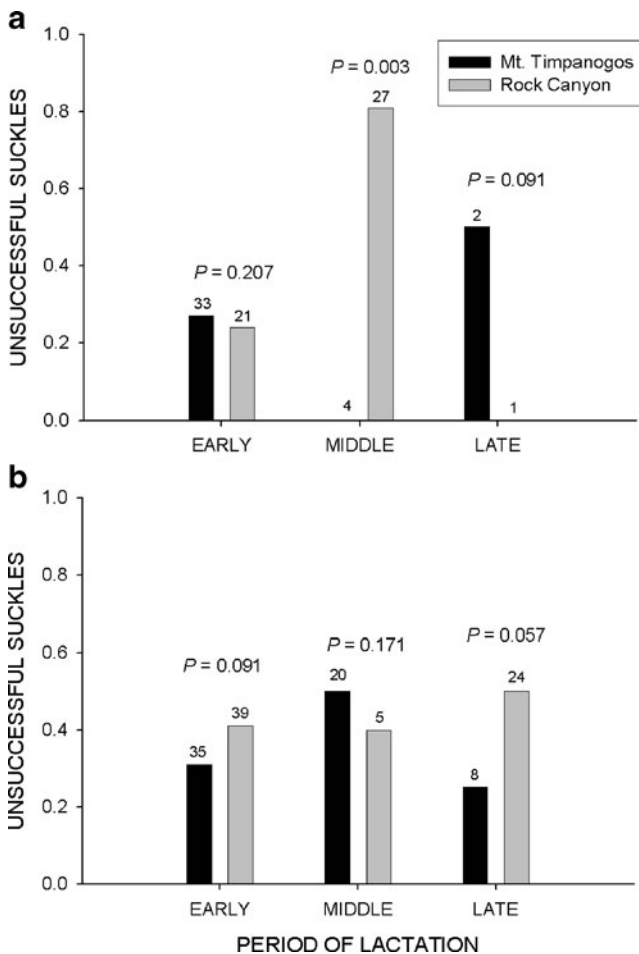 a
UNSUCCESSFUL SUCKLES
1.0
0.8
0.6
0.4
0.2
0.0
Mt. Timpanogos
Rock Canyon
P = 0.003
27
P = 0.091
2
P = 0.207
33
21
4
1
EARLY
MIDDLE
LATE
b
UNSUCCESSFUL SUCKLES
1.0
0.8
0.6
0.4
0.2
0.0
P = 0.091
35
39
P = 0.171
20
5
P = 0.057
8
24
EARLY
MIDDLE
LATE
PERIOD OF LACTATION